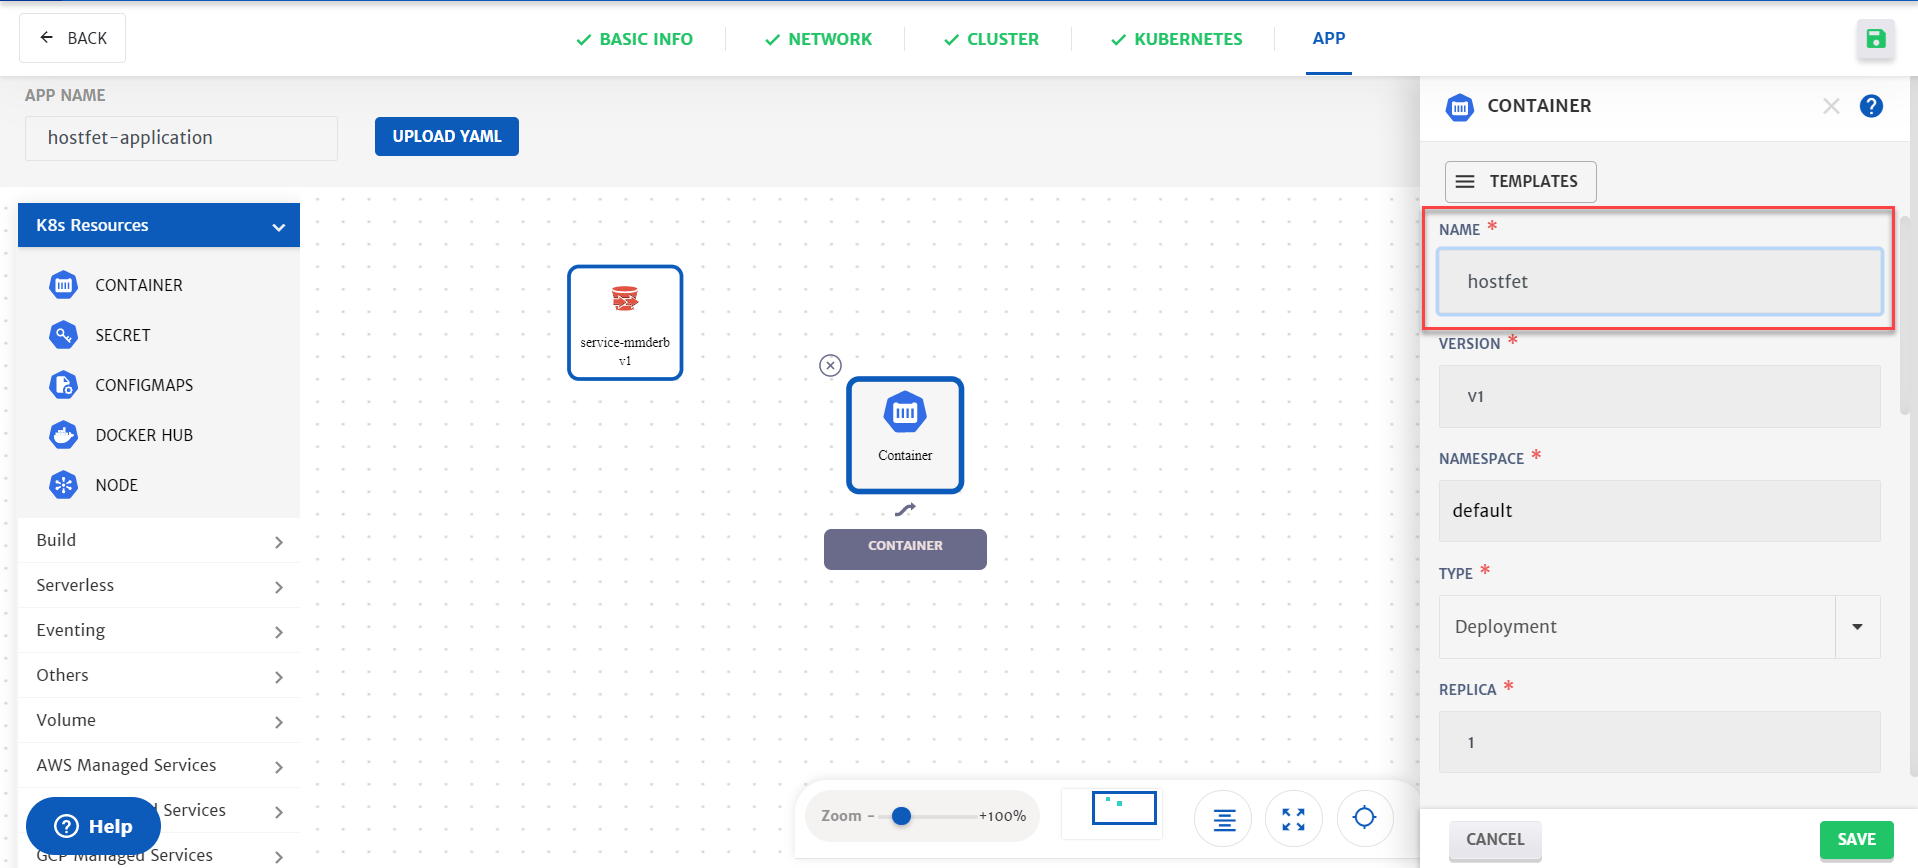 BACK
BASIC INFO
NETWORK
CLUSTER
KUBERNETES
APP
APP NAME
hostfet-application
UPLOAD YAML
K8s Resources
CONTAINER
SECRET
CONFIGMAPS
DOCKER HUB
NODE
Build
Serverless
Eventing
Others
Volume
AWS Managed Services
Services
GCP Managed Services
Help
service-mmderb
v1
Container
CONTAINER
Zoom - +100%
CONTAINER
?
TEMPLATES
NAME *
hostfet
VERSION *
v1
NAMESPACE *
default
TYPE *
Deployment
REPLICA *
1
CANCEL
SAVE